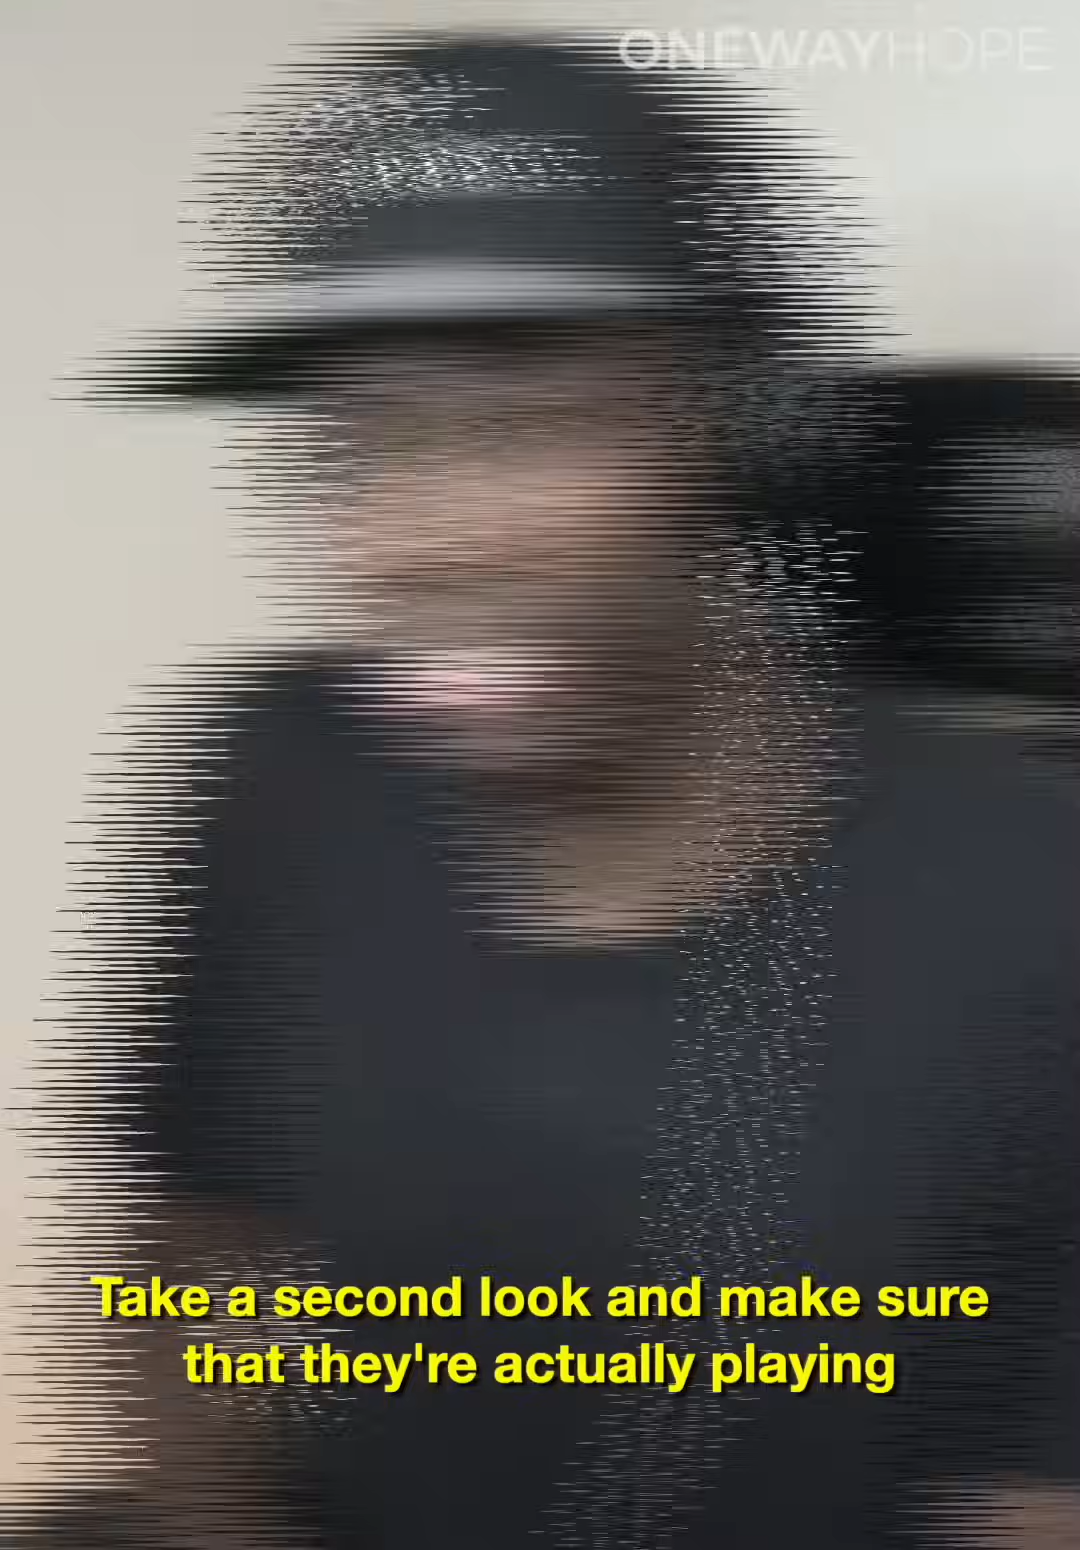 ONEWAYHOPE
Take a second look and make sure
that they're actually playing